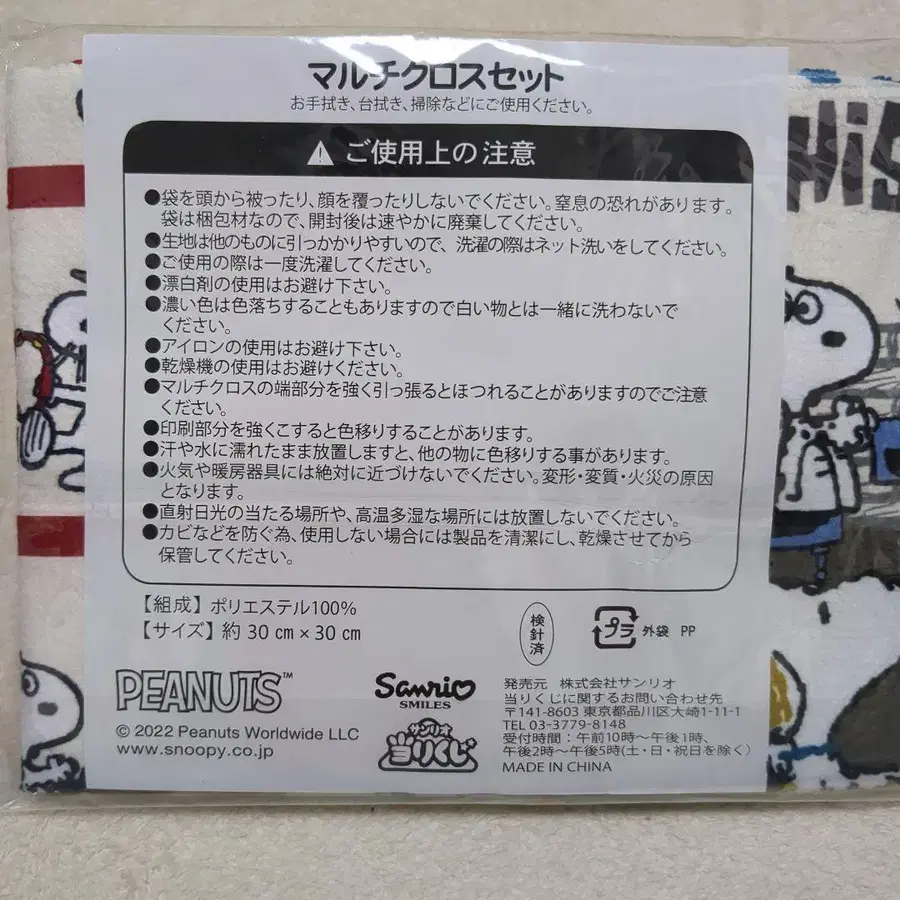 マルチクロスセット
お手拭き、台拭き、掃除などにご使用ください。
ご使用上の注意
●袋を頭から被ったり、顔を覆ったりしないでください。窒息の恐れがあります。
袋は梱包材なので、開封後は速やかに廃棄してください。
●生地は他のものに引っかかりやすいので、洗濯の際はネット洗いをしてください。
●ご使用の際は一度洗濯してください。
●漂白剤の使用はお避け下さい。
●濃い色は色落ちすることもありますので白い物とは一緒に洗わないで
ください。
●アイロンの使用はお避け下さい。
●乾燥機の使用はお避けください。
●マルチクロスの端部分を強く引っ張るとほつれることがありますのでご注意
ください。
●印刷部分を強くこすると色移りすることがあります。
●汗や水に濡れたまま放置しますと、他の物に色移りする事があります。
●火気や暖房器具には絶対に近づけないでください。変形・変質・火災の原因
となります。
●直射日光の当たる場所や、高温多湿な場所には放置しないでください。
●カビなどを防ぐ為、使用しない場合には製品を清潔にし、乾燥させてから
保管してください。
【組成】ポリエステル100%
【サイズ】約 30 cm × 30 cm
検針済
プラ 外袋 PP
PEANUTS™
© 2022 Peanuts Worldwide LLC
www.snoopy.co.jp
Sanrio
SMILES
サンリオ
当りくじ
発売元 株式会社サンリオ
当りくじに関するお問い合わせ先
〒141-8603 東京都品川区大崎1-11-1
TEL 03-3779-8148
受付時間：午前10時～午後1時、
午後2時～午後5時(土・日・祝日を除く)
MADE IN CHINA